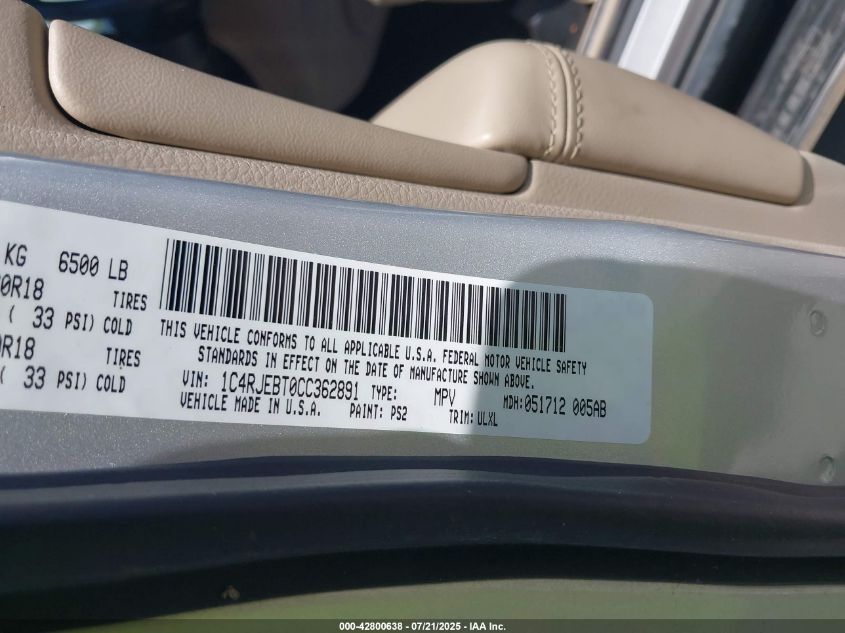 KG 6500 LB
0R18 TIRES
( 33 PSI) COLD
0R18 TIRES
( 33 PSI) COLD
THIS VEHICLE CONFORMS TO ALL APPLICABLE U.S.A. FEDERAL MOTOR VEHICLE SAFETY
STANDARDS IN EFFECT ON THE DATE OF MANUFACTURE SHOWN ABOVE.
VIN: 1C4RJEBT0CC362891 TYPE: MPV MDH:051712 005AB
VEHICLE MADE IN U.S.A. PAINT: PS2 TRIM: ULXL
000-42800638 - 07/21/2025 - IAA Inc.